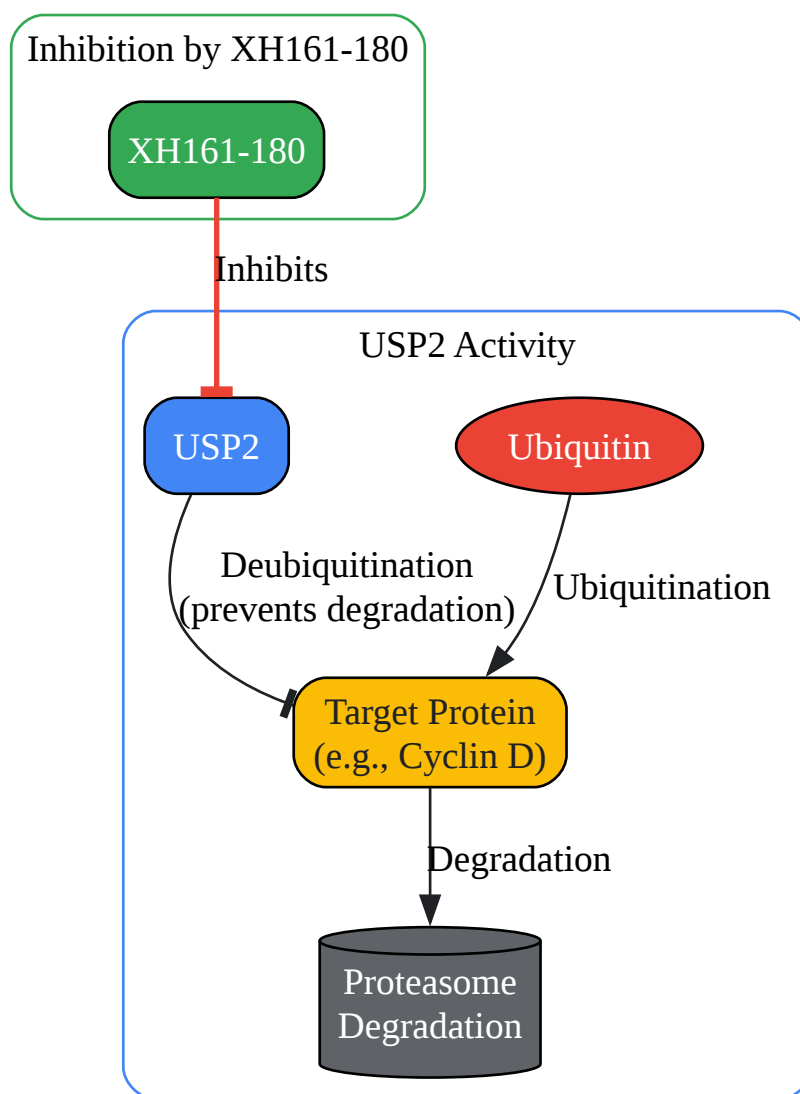 Inhibition by XH161-180
XH161-180
Inhibits
USP2 Activity
USP2
Ubiquitin
Deubiquitination
(prevents degradation)
Ubiquitination
Target Protein
(e.g., Cyclin D)
Degradation
Proteasome
Degradation